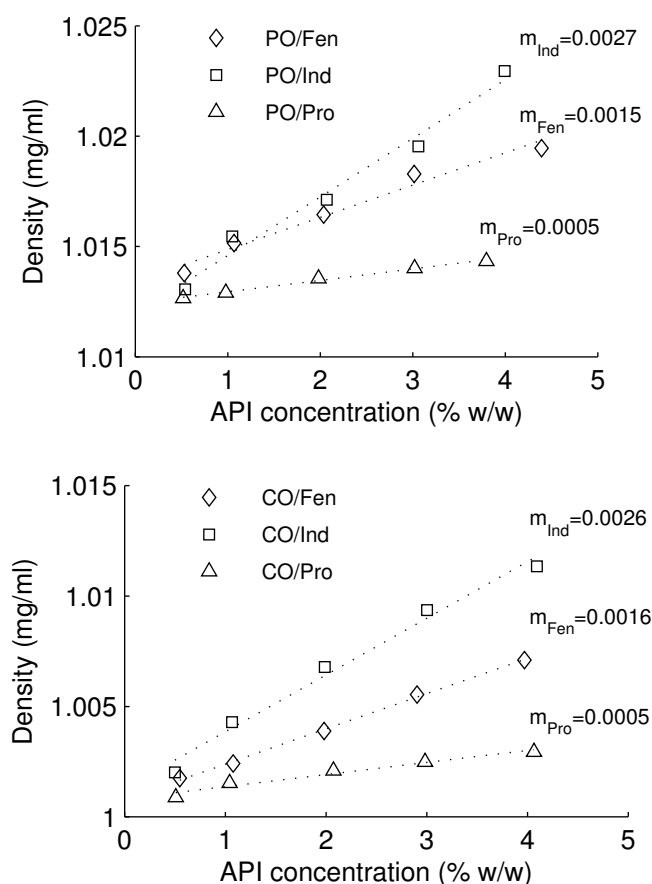 1.025
PO/Fen
PO/Ind
PO/Pro
m_Ind=0.0027
1.02
m_Fen=0.0015
1.015
m_Pro=0.0005
1.01
Density (mg/ml)
0 1 2 3 4 5
API concentration (% w/w)
1.015
CO/Fen
CO/Ind
CO/Pro
m_Ind=0.0026
1.01
m_Fen=0.0016
1.005
m_Pro=0.0005
1
Density (mg/ml)
0 1 2 3 4 5
API concentration (% w/w)